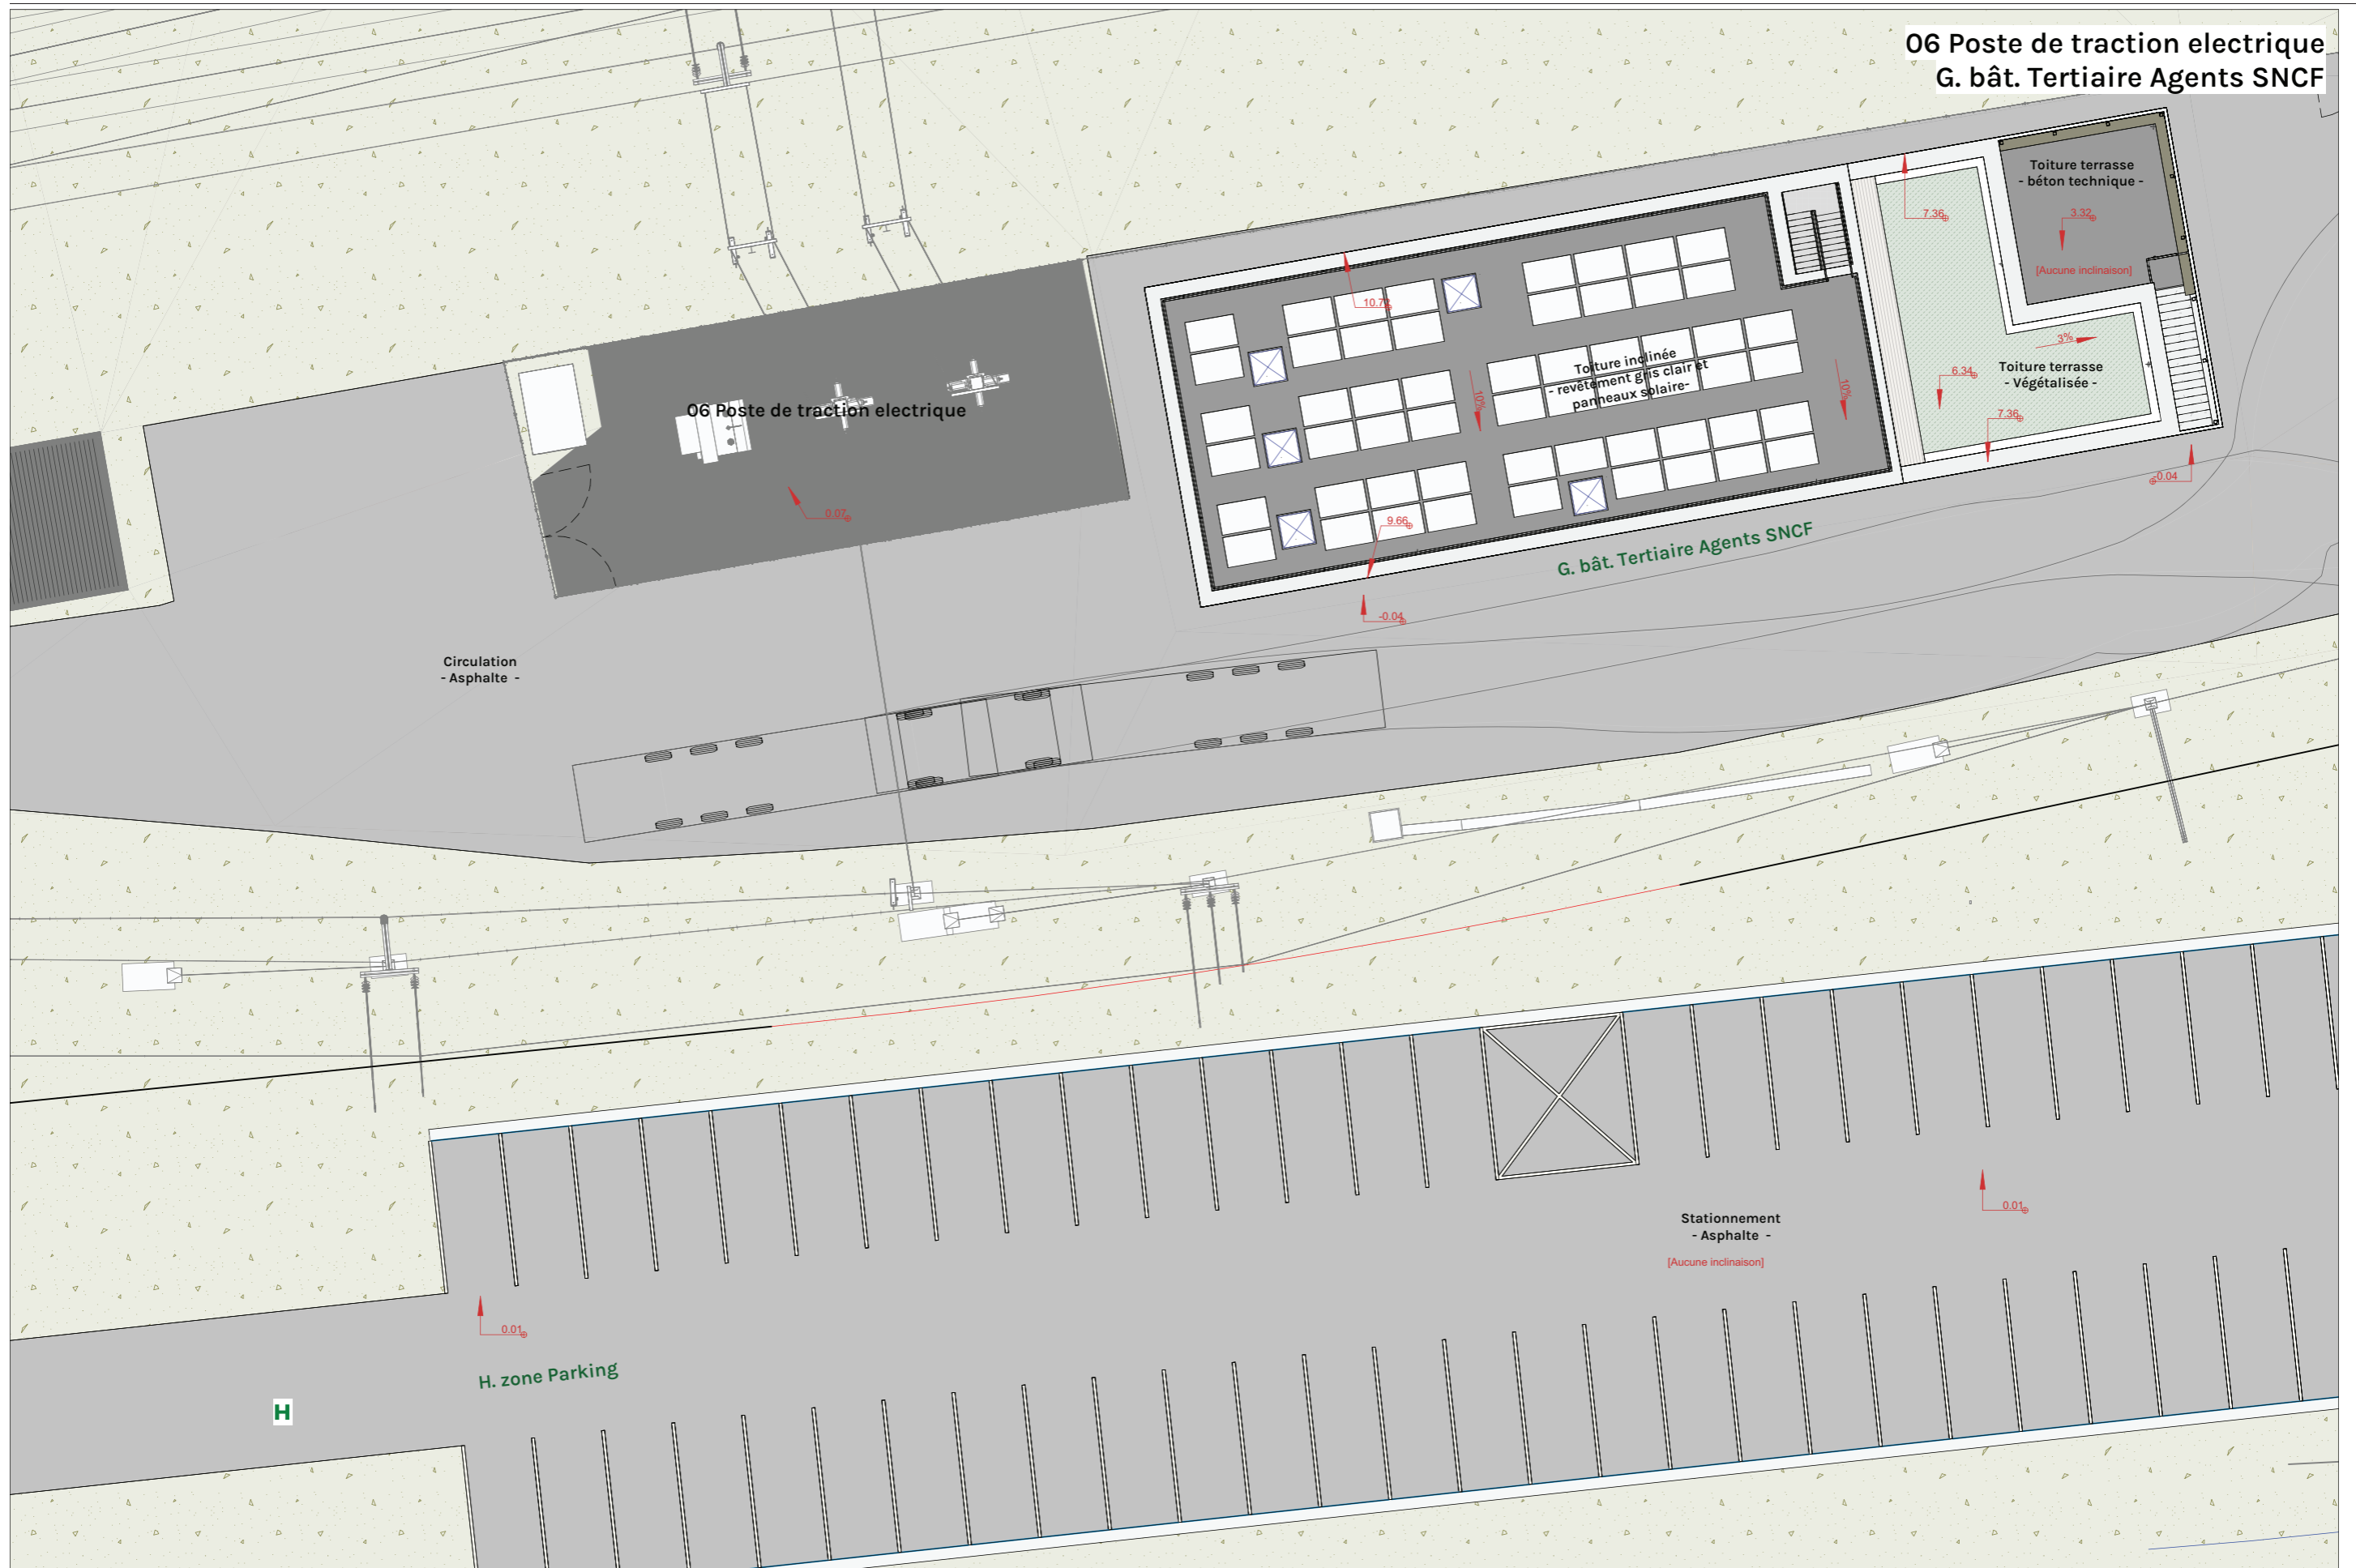 06 Poste de traction electrique
G. bât. Tertiaire Agents SNCF
Toiture terrasse
- béton technique -
3.32
[Aucune inclinaison]
7.36
10.72
Toiture inclinée
- revêtement gris clair et
panneaux solaire-
10%
10%
3%
Toiture terrasse
- Végétalisée -
6.34
7.36
-0.04
06 Poste de traction electrique
0.07
9.66
G. bât. Tertiaire Agents SNCF
-0.04
Circulation
- Asphalte -
0.01
Stationnement
- Asphalte -
[Aucune inclinaison]
0.01
H. zone Parking
H